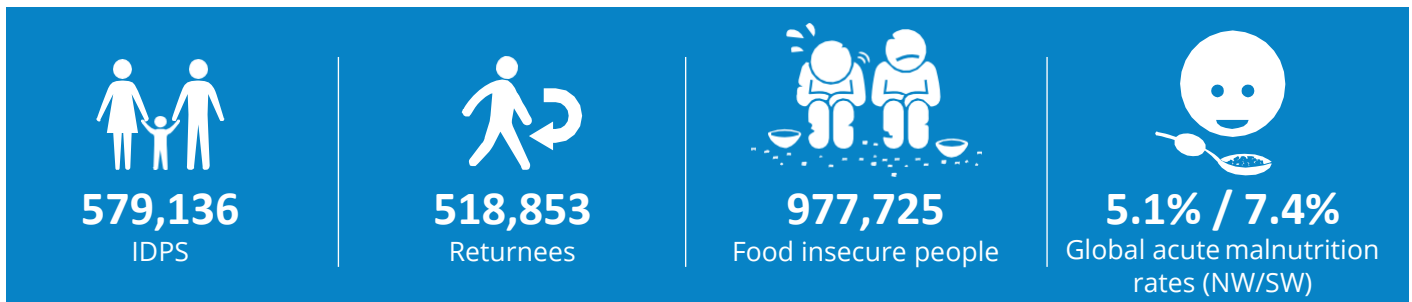 579,136
IDPS
518,853
Returnees
977,725
Food insecure people
5.1% / 7.4%
Global acute malnutrition
rates (NW/SW)